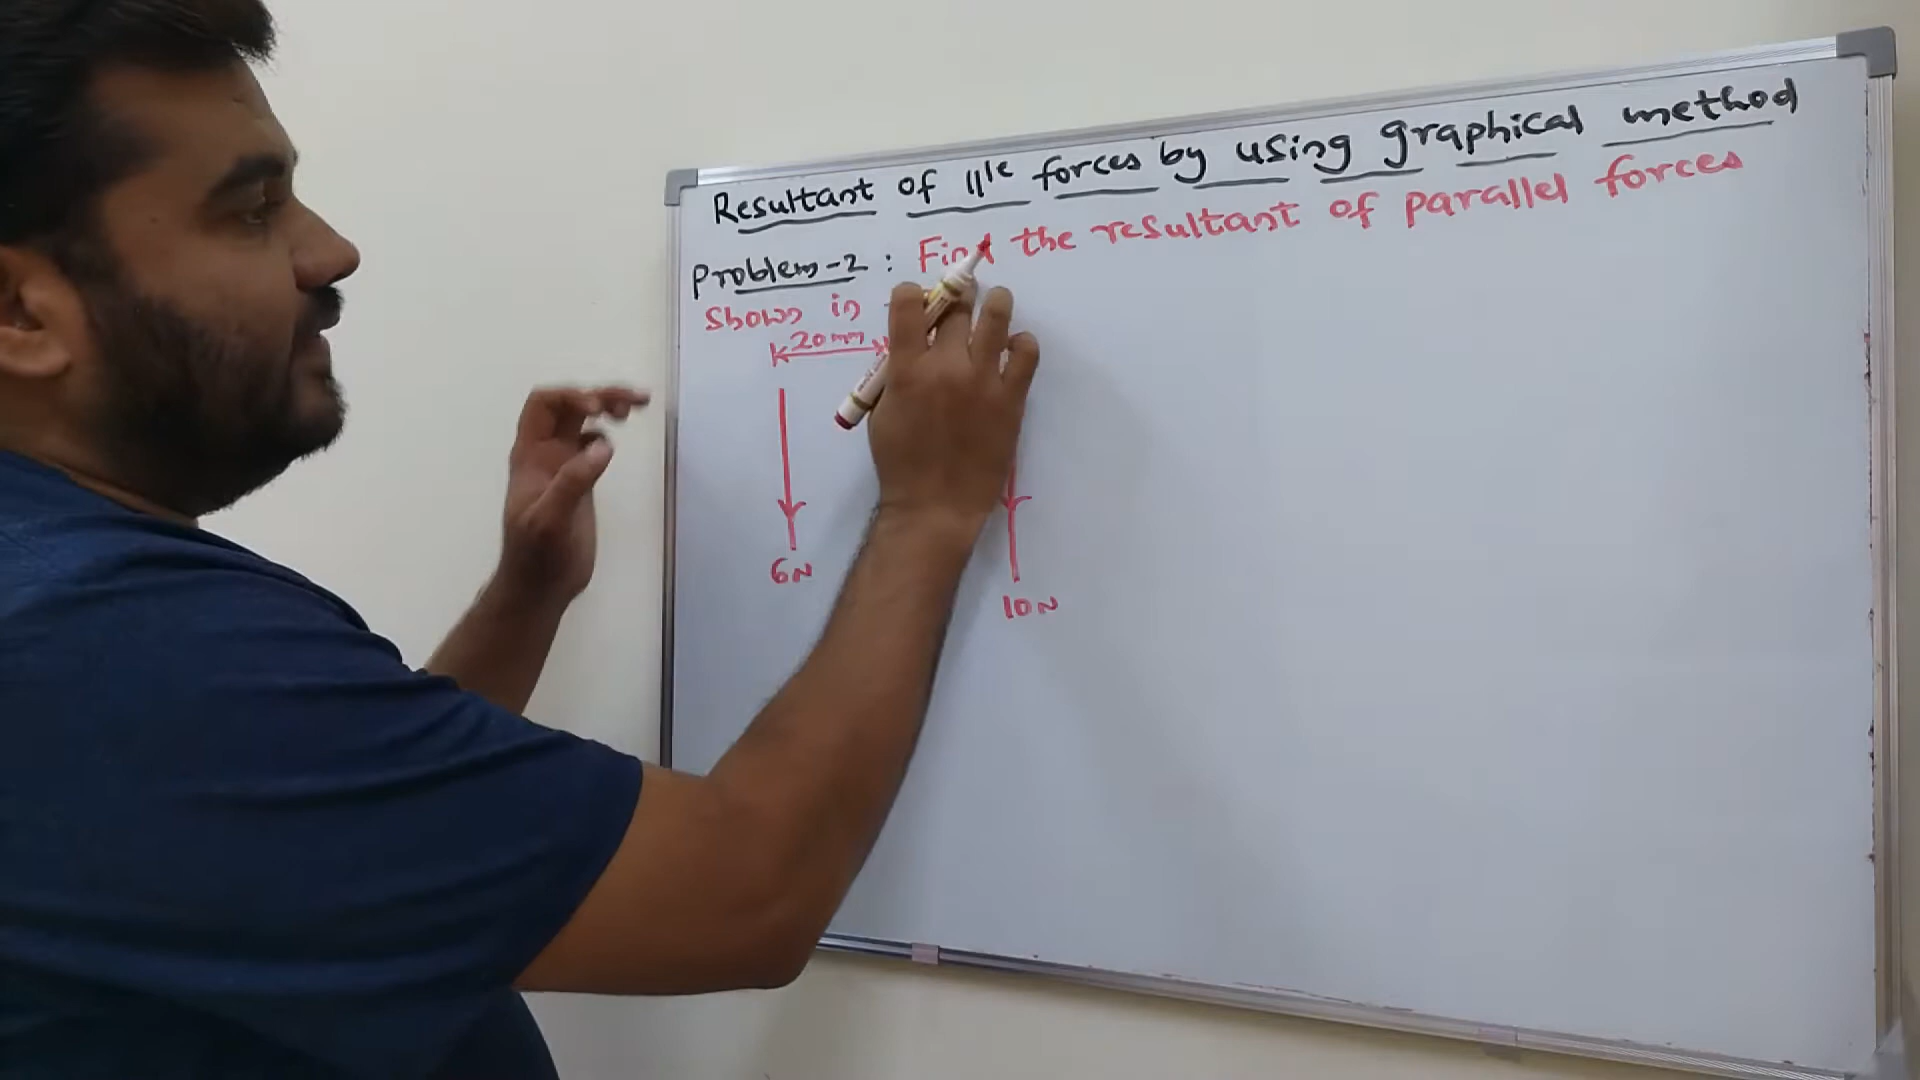 Resultant of 11le forces by using graphical method
Problem-2 : Find the resultant of parallel forces
Shown in
20mm
6N
10N